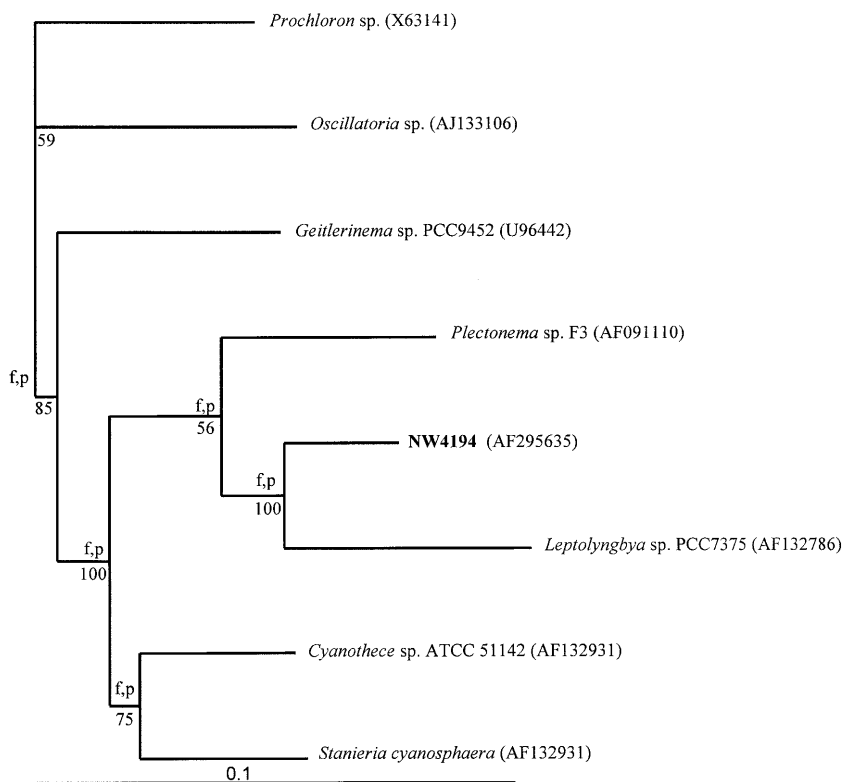 Prochloron sp. (X63141)
Oscillatoria sp. (AJ133106)
59
Geitlerinema sp. PCC9452 (U96442)
Plectonema sp. F3 (AF091110)
f,p
85
f,p
56
NW4194 (AF295635)
f,p
100
Leptolyngbya sp. PCC7375 (AF132786)
f,p
100
Cyanothece sp. ATCC 51142 (AF132931)
f,p
75
Stanieria cyanosphaera (AF132931)
0.1